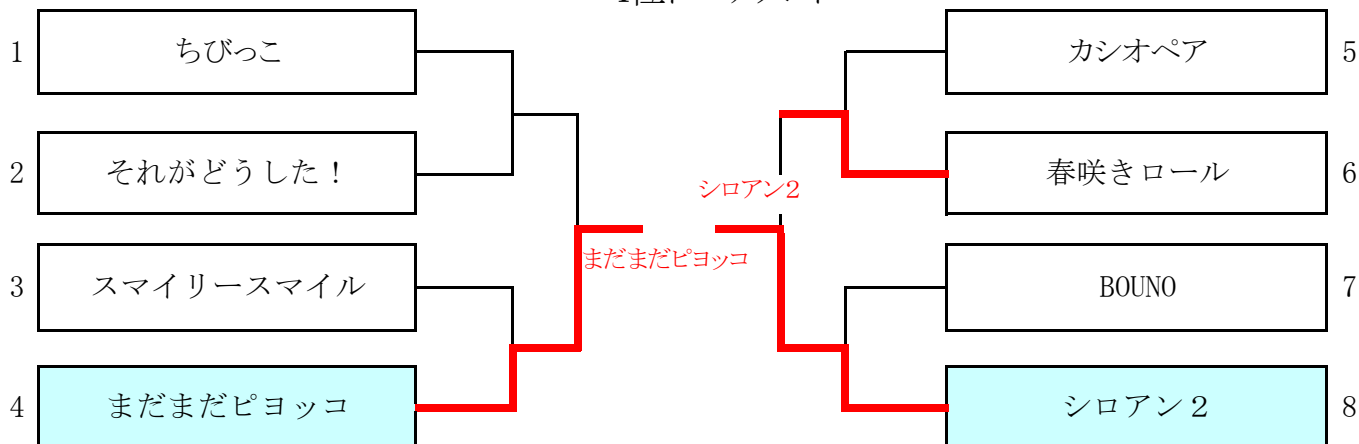 1 ちびっこ
2 それがどうした！
3 スマイリースマイル
4 まだまだピヨッコ
シロアン２
まだまだピヨッコ
カシオペア 5
春咲きロール 6
BOUNO 7
シロアン２ 8